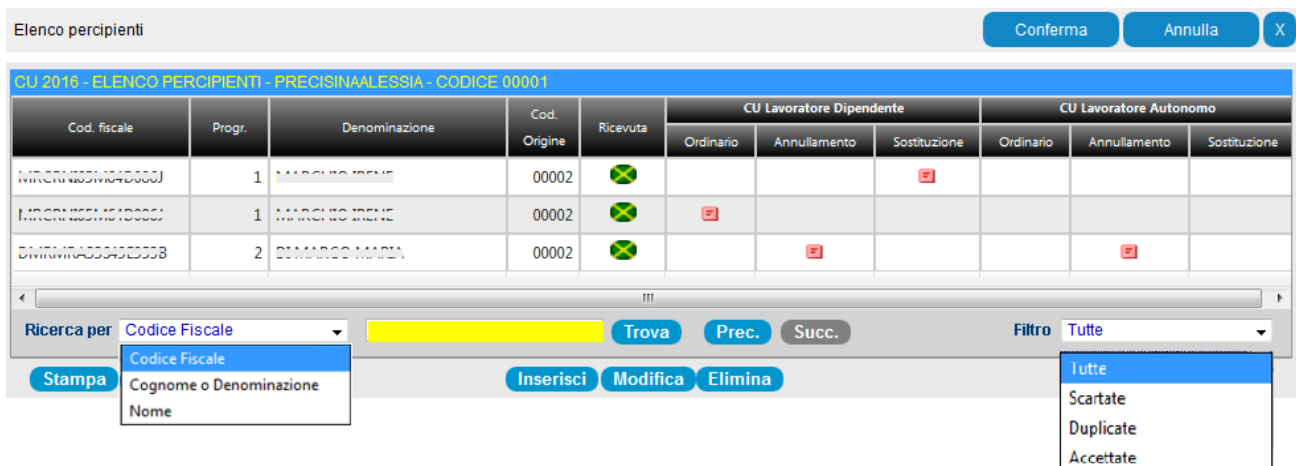 Elenco percipienti Conferma Annulla X
CU 2016 - ELENCO PERCIPIENTI - PRECISINAALESSIA - CODICE 00001
Cod. fiscale Progr. Denominazione Cod. Origine Ricevuta CU Lavoratore Dipendente CU Lavoratore Autonomo
Ordinario Annullamento Sostituzione Ordinario Annullamento Sostituzione
1 00002
1 00002
2 00002
Ricerca per Codice Fiscale Trova Prec. Succ. Filtro Tutte
Codice Fiscale
Cognome o Denominazione
Nome
Stampa Inserisci Modifica Elimina
Tutte
Scartate
Duplicate
Accettate